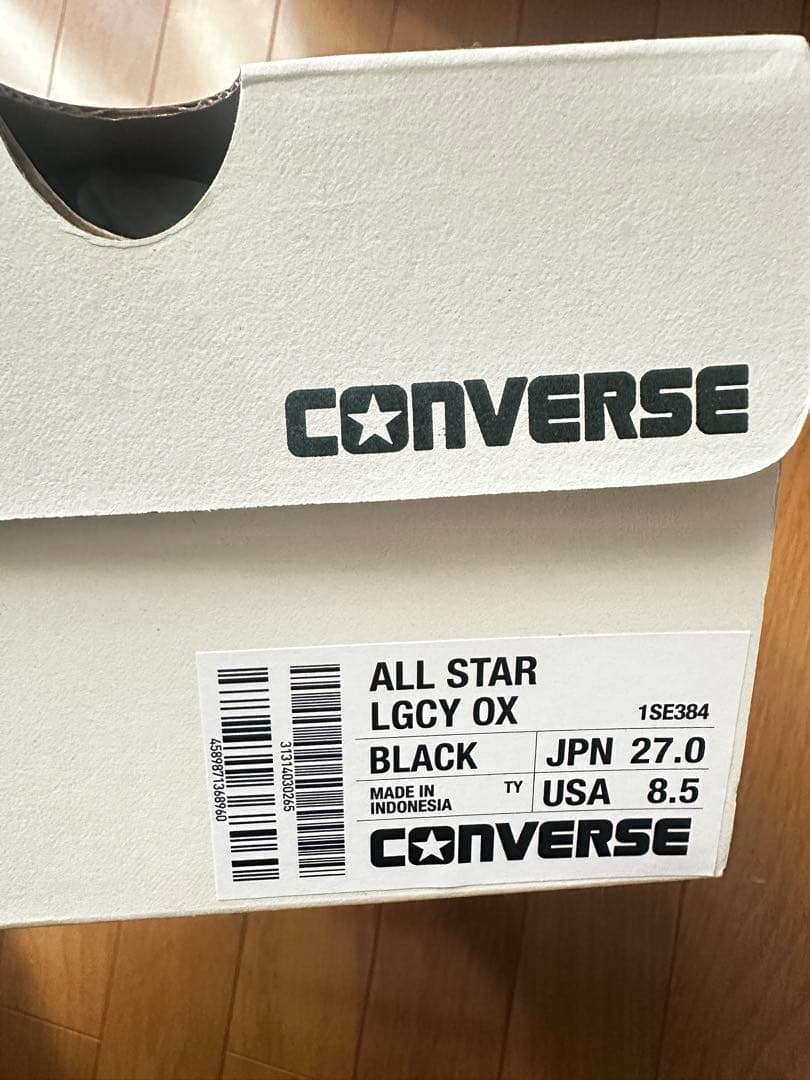 CONVERSE
ALL STAR
LGCY OX
1SE384
BLACK
JPN 27.0
MADE IN
INDONESIA
TY
USA 8.5
CONVERSE
4589871368960
31314030265